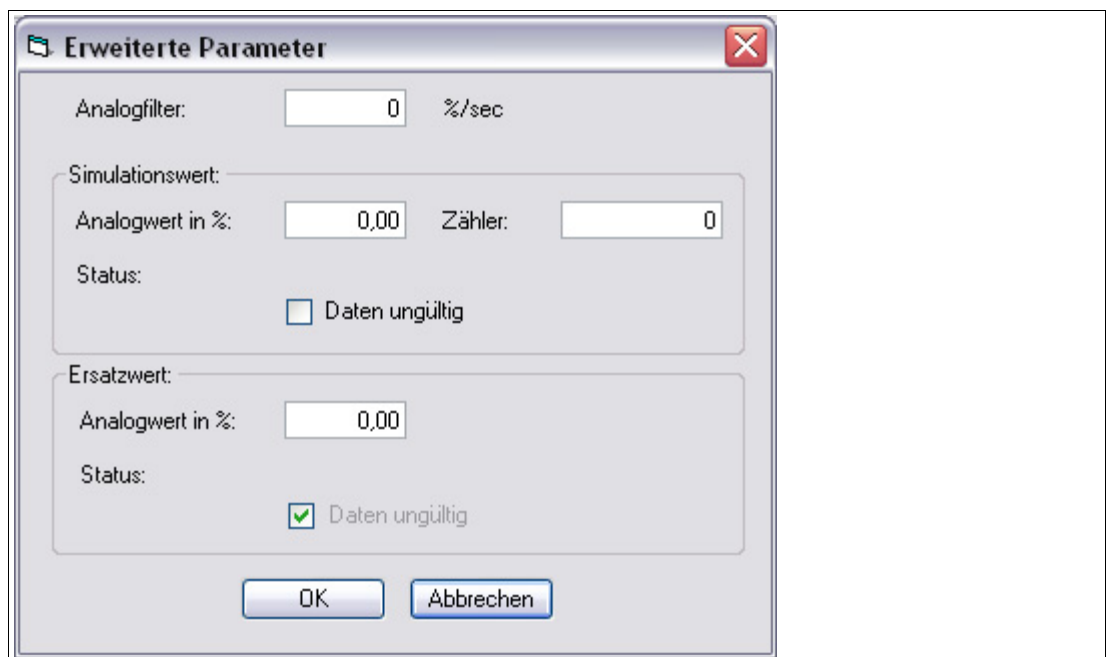 Erweiterte Parameter
Analogfilter: 0 %/sec
Simulationswert:
Analogwert in %: 0,00 Zähler: 0
Status:
Daten ungültig
Ersatzwert:
Analogwert in %: 0,00
Status:
Daten ungültig
OK Abbrechen